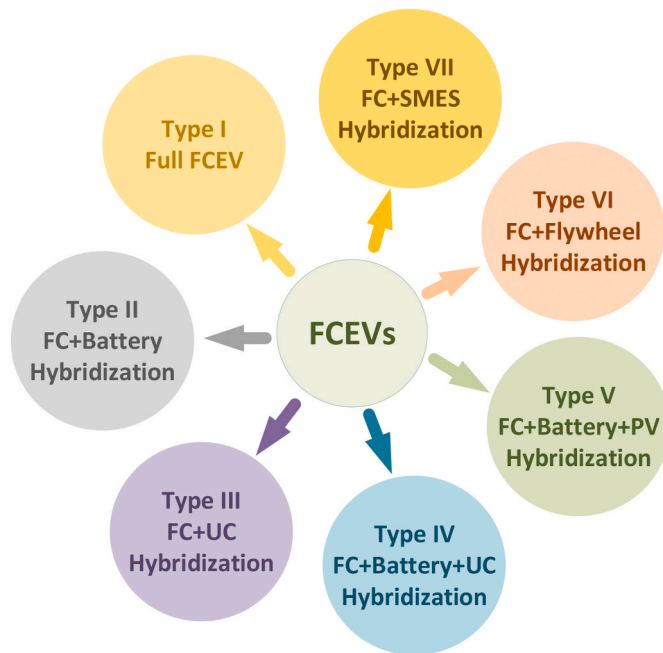 Type VII
FC+SMES
Hybridization
Type I
Full FCEV
Type VI
FC+Flywheel
Hybridization
Type II
FC+Battery
Hybridization
FCEVs
Type V
FC+Battery+PV
Hybridization
Type III
FC+UC
Hybridization
Type IV
FC+Battery+UC
Hybridization